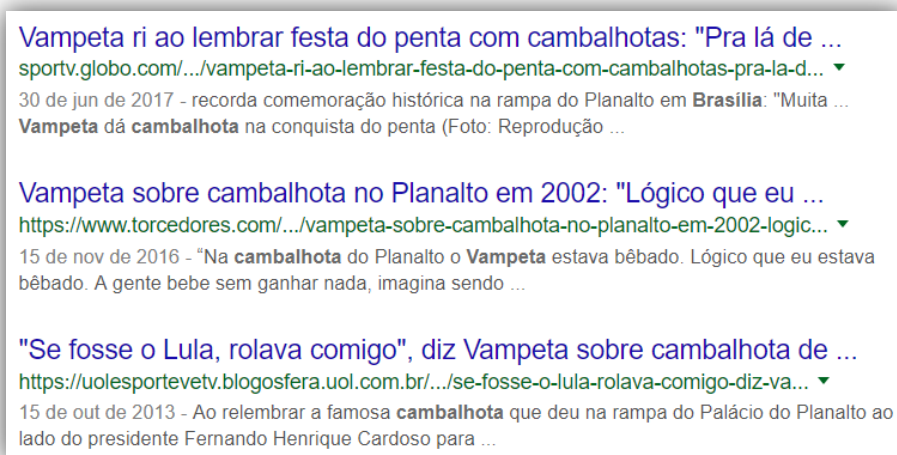 Vampeta ri ao lembrar festa do penta com cambalhotas: "Pra lá de ...
sportv.globo.com/.../vampeta-ri-ao-lembrar-festa-do-penta-com-cambalhotas-pra-la-d...
30 de jun de 2017 - recorda comemoração histórica na rampa do Planalto em Brasília: "Muita ...
Vampeta dá cambalhota na conquista do penta (Foto: Reprodução ...
Vampeta sobre cambalhota no Planalto em 2002: "Lógico que eu ...
https://www.torcedores.com/.../vampeta-sobre-cambalhota-no-planalto-em-2002-logic...
15 de nov de 2016 - “Na cambalhota do Planalto o Vampeta estava bêbado. Lógico que eu estava
bêbado. A gente bebe sem ganhar nada, imagina sendo ...
"Se fosse o Lula, rolava comigo", diz Vampeta sobre cambalhota de ...
https://uolesportevetv.blogosfera.uol.com.br/.../se-fosse-o-lula-rolava-comigo-diz-va...
15 de out de 2013 - Ao relembrar a famosa cambalhota que deu na rampa do Palácio do Planalto ao
lado do presidente Fernando Henrique Cardoso para ...